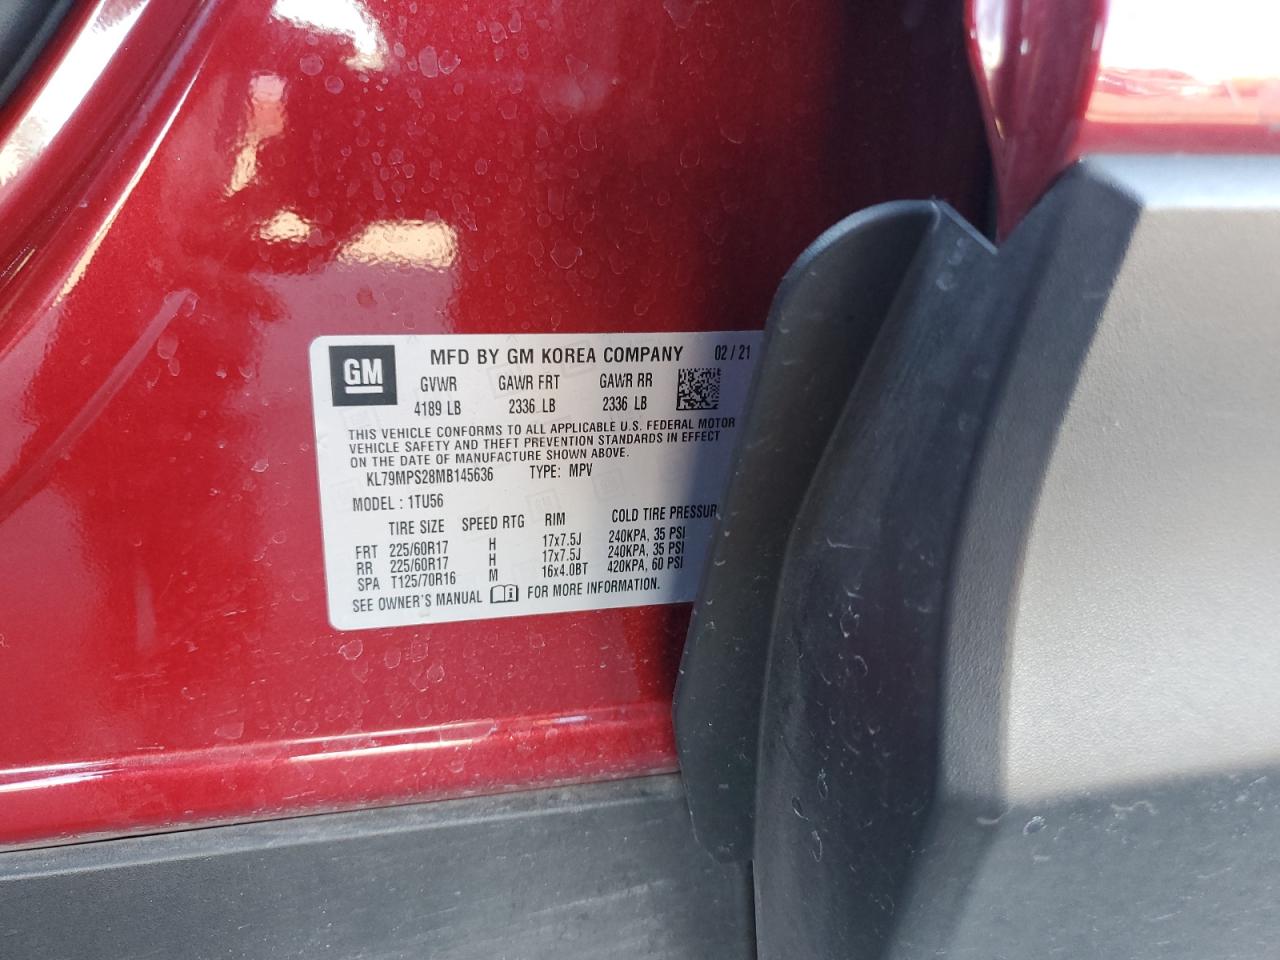 GM
MFD BY GM KOREA COMPANY 02 / 21
GVWR GAWR FRT GAWR RR
4189 LB 2336 LB 2336 LB
THIS VEHICLE CONFORMS TO ALL APPLICABLE U.S. FEDERAL MOTOR
VEHICLE SAFETY AND THEFT PREVENTION STANDARDS IN EFFECT
ON THE DATE OF MANUFACTURE SHOWN ABOVE.
KL79MPS28MB145636 TYPE: MPV
MODEL : 1TU56
TIRE SIZE SPEED RTG RIM COLD TIRE PRESSUR
FRT 225/60R17 H 17x7.5J 240KPA, 35 PSI
RR 225/60R17 H 17x7.5J 240KPA, 35 PSI
SPA T125/70R16 M 16x4.0BT 420KPA, 60 PSI
SEE OWNER'S MANUAL FOR MORE INFORMATION.